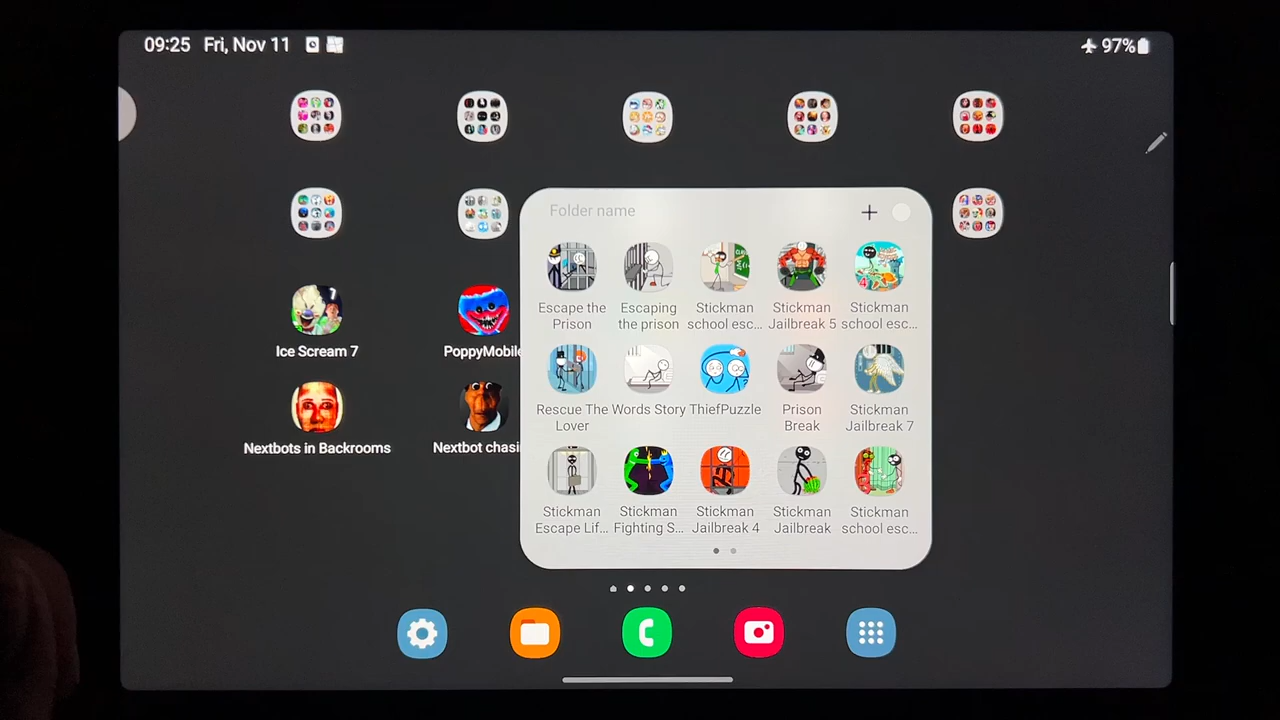 09:25 Fri, Nov 11
97%
Folder name
Escape the Prison
Escaping the prison
Stickman school esc...
Stickman Jailbreak 5
Stickman school esc...
Ice Scream 7
PoppyMobile
Rescue The Lover
Words Story
ThiefPuzzle
Prison Break
Stickman Jailbreak 7
Nextbots in Backrooms
Nextbot chasi
Stickman Escape Lif...
Stickman Fighting S...
Stickman Jailbreak 4
Stickman Jailbreak
Stickman school esc...